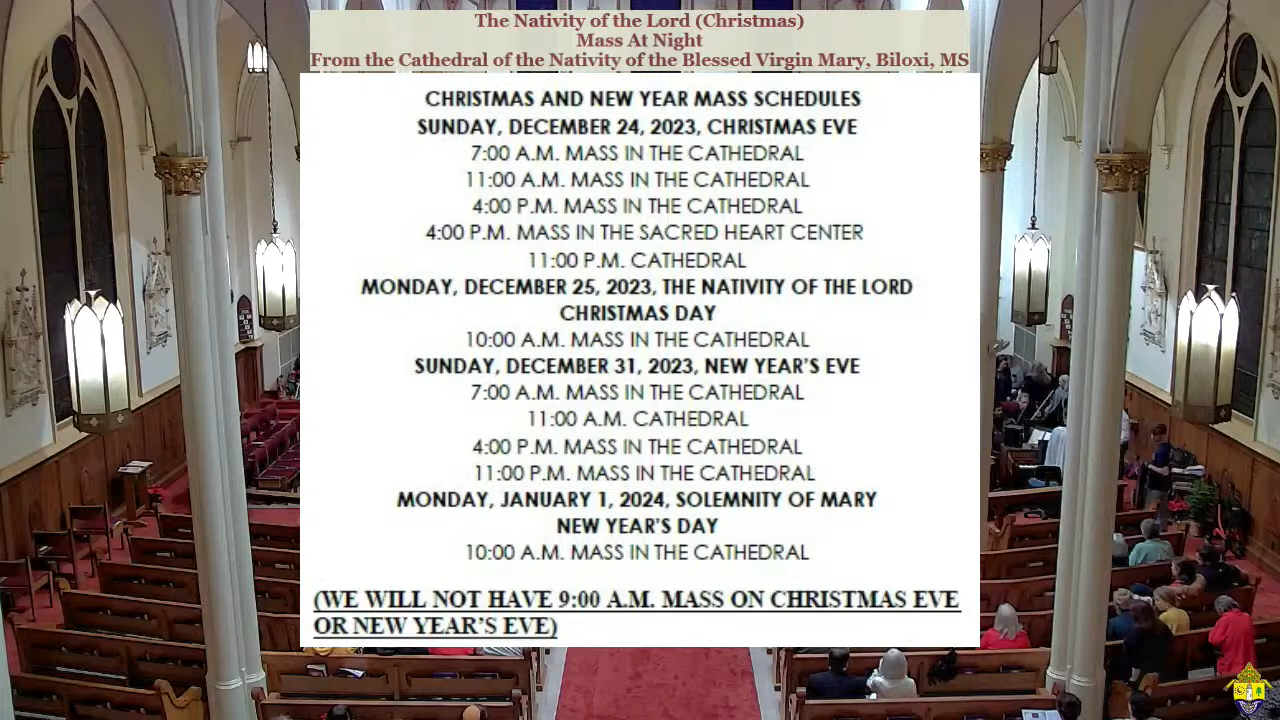 The Nativity of the Lord (Christmas)
Mass At Night
From the Cathedral of the Nativity of the Blessed Virgin Mary, Biloxi, MS
CHRISTMAS AND NEW YEAR MASS SCHEDULES
SUNDAY, DECEMBER 24, 2023, CHRISTMAS EVE
7:00 A.M. MASS IN THE CATHEDRAL
11:00 A.M. MASS IN THE CATHEDRAL
4:00 P.M. MASS IN THE CATHEDRAL
4:00 P.M. MASS IN THE SACRED HEART CENTER
11:00 P.M. CATHEDRAL
MONDAY, DECEMBER 25, 2023, THE NATIVITY OF THE LORD
CHRISTMAS DAY
10:00 A.M. MASS IN THE CATHEDRAL
SUNDAY, DECEMBER 31, 2023, NEW YEAR'S EVE
7:00 A.M. MASS IN THE CATHEDRAL
11:00 A.M. CATHEDRAL
4:00 P.M. MASS IN THE CATHEDRAL
11:00 P.M. MASS IN THE CATHEDRAL
MONDAY, JANUARY 1, 2024, SOLEMNITY OF MARY
NEW YEAR'S DAY
10:00 A.M. MASS IN THE CATHEDRAL
(WE WILL NOT HAVE 9:00 A.M. MASS ON CHRISTMAS EVE
OR NEW YEAR'S EVE)